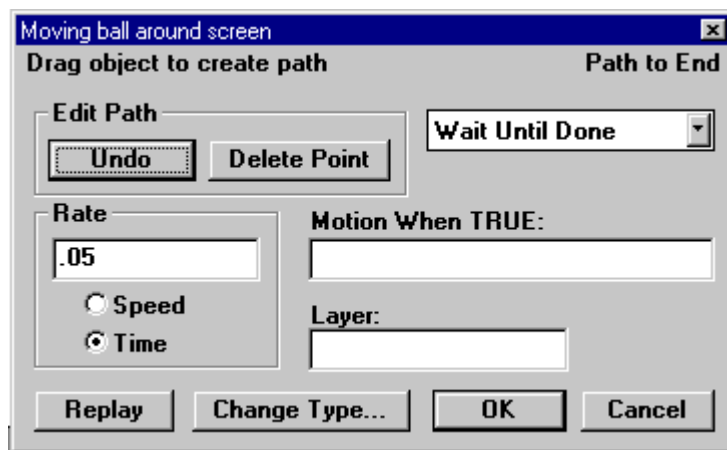 Moving ball around screen
Drag object to create path Path to End
Edit Path
Undo Delete Point
Wait Until Done
Rate
.05
Speed
Time
Motion When TRUE:
Layer:
Replay Change Type... OK Cancel